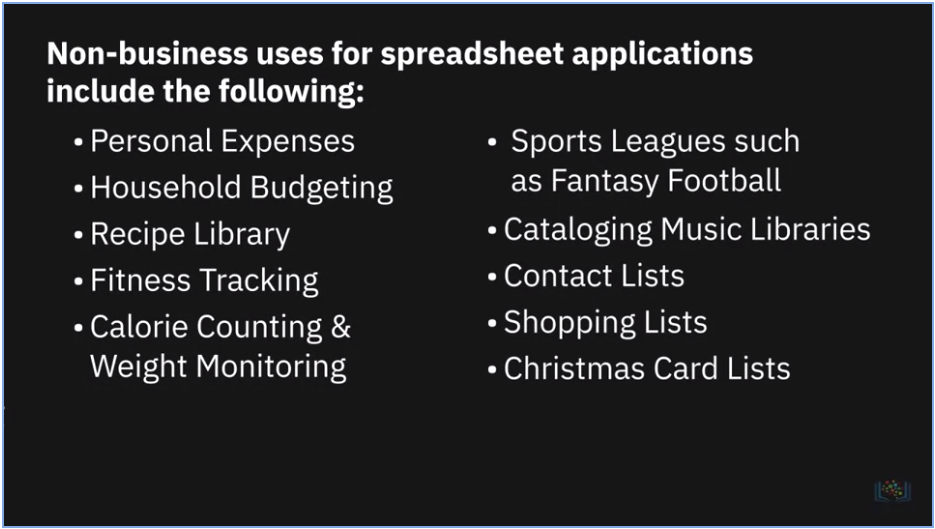 Non-business uses for spreadsheet applications
include the following:
• Personal Expenses
• Household Budgeting
• Recipe Library
• Fitness Tracking
• Calorie Counting &
Weight Monitoring
• Sports Leagues such
as Fantasy Football
• Cataloging Music Libraries
• Contact Lists
• Shopping Lists
• Christmas Card Lists